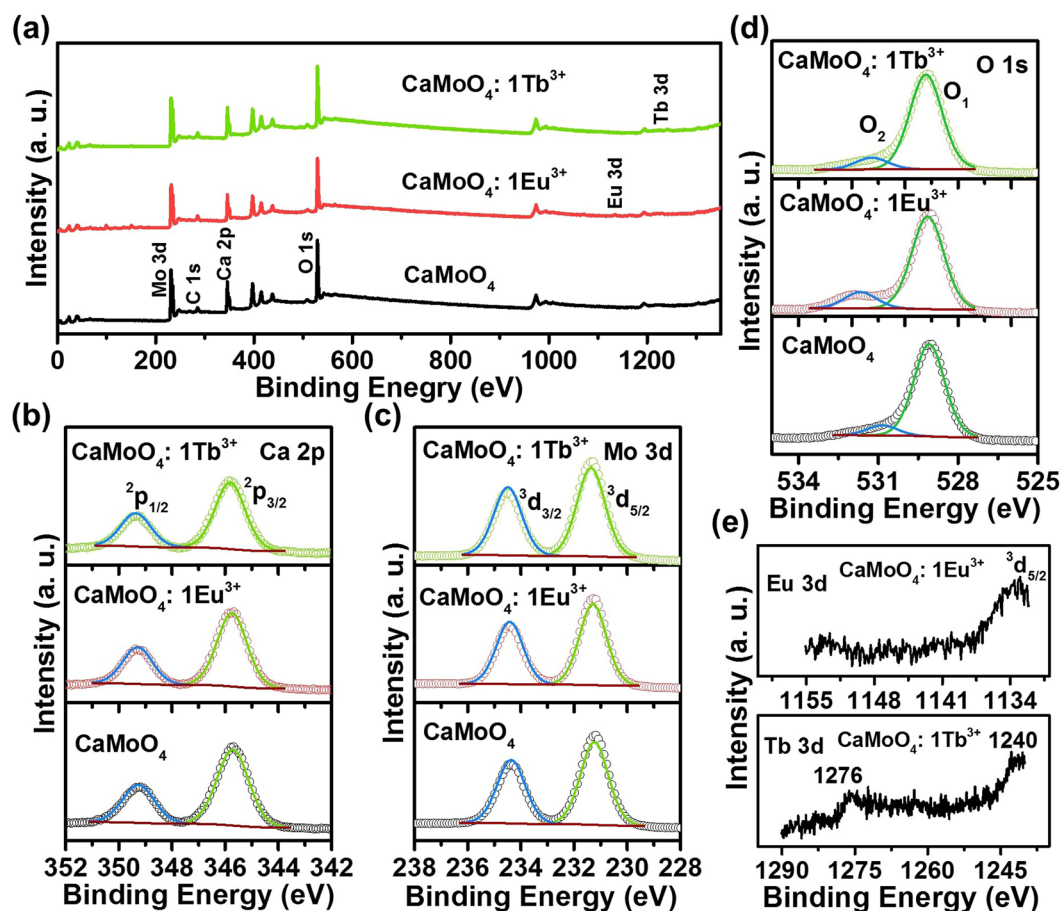 (a)
CaMoO4: 1Tb3+
Tb 3d
CaMoO4: 1Eu3+
Eu 3d
Mo 3d
C 1s
Ca 2p
O 1s
CaMoO4
Intensity (a. u.)
0 200 400 600 800 1000 1200
Binding Enegry (eV)
(b)
CaMoO4: 1Tb3+ Ca 2p
2p1/2 2p3/2
CaMoO4: 1Eu3+
CaMoO4
Intensity (a. u.)
352 350 348 346 344 342
Binding Energy (eV)
(c)
CaMoO4: 1Tb3+ Mo 3d
3d3/2 3d5/2
CaMoO4: 1Eu3+
CaMoO4
Intensity (a. u.)
238 236 234 232 230 228
Binding Energy (eV)
(d)
CaMoO4: 1Tb3+ O 1s
O1
O2
CaMoO4: 1Eu3+
CaMoO4
Intensity (a. u.)
534 531 528 525
Binding Energy (eV)
(e)
Eu 3d CaMoO4: 1Eu3+ 3d5/2
1155 1148 1141 1134
Tb 3d CaMoO4: 1Tb3+ 1240
1276
Intensity (a. u.)
1290 1275 1260 1245
Binding Energy (eV)